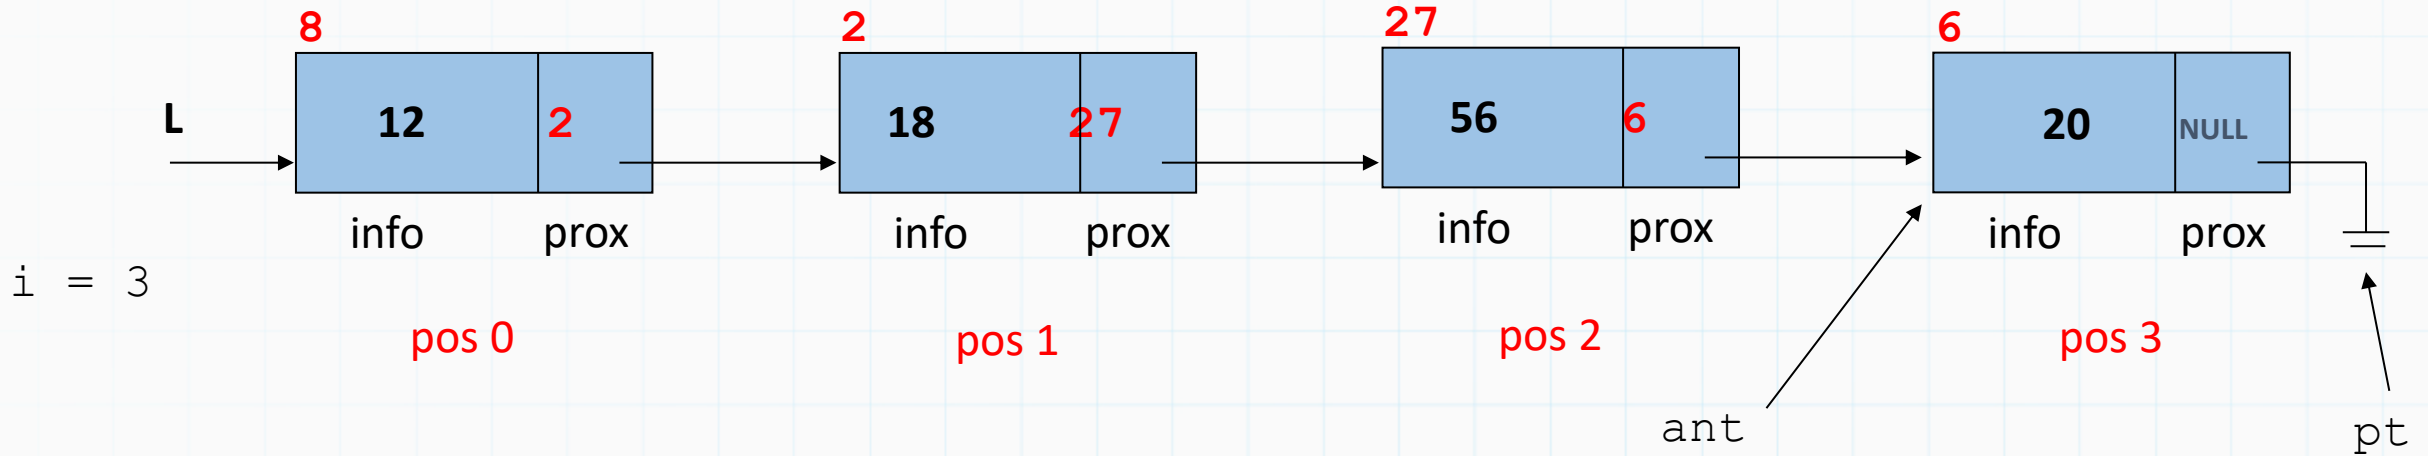 8 2 27 6
L 12 2 18 27 56 6 20 NULL
info prox info prox info prox info prox
i = 3
pos 0 pos 1 pos 2 pos 3
ant pt